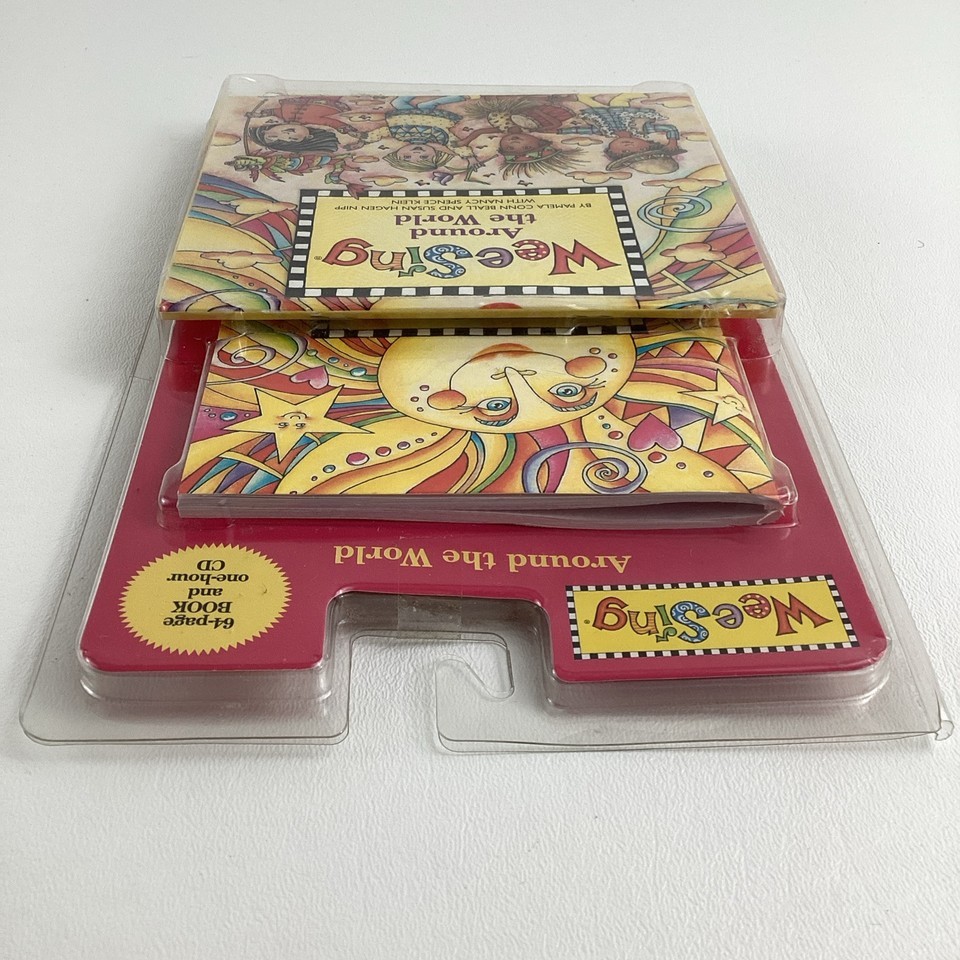 Wee Sing®
Around the World
64-page
BOOK
and
one-hour
CD
Wee Sing®
Around
the World
BY PAMELA CONN BEALL AND SUSAN HAGEN NIPP
WITH NANCY SPENCE KLEIN